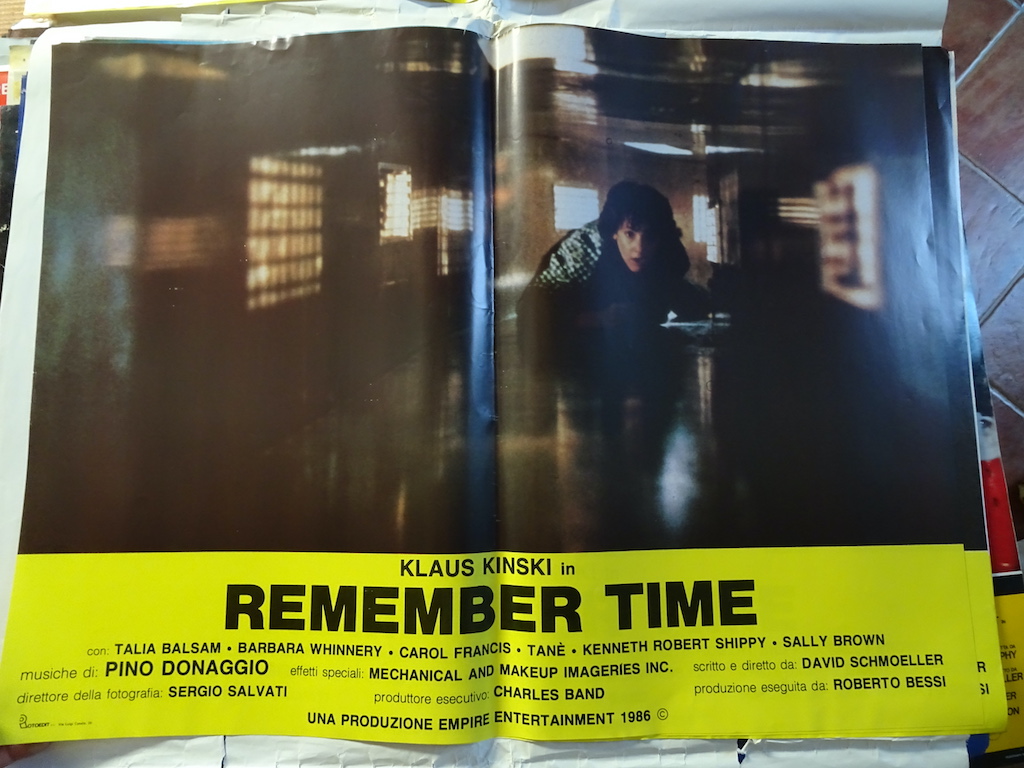 KLAUS KINSKI in
REMEMBER TIME
con: TALIA BALSAM • BARBARA WHINNERY • CAROL FRANCIS • TANÈ • KENNETH ROBERT SHIPPY • SALLY BROWN
musiche di: PINO DONAGGIO effetti speciali: MECHANICAL AND MAKEUP IMAGERIES INC. scritto e diretto da: DAVID SCHMOELLER
direttore della fotografia: SERGIO SALVATI produttore esecutivo: CHARLES BAND produzione eseguita da: ROBERTO BESSI
UNA PRODUZIONE EMPIRE ENTERTAINMENT 1986 ©